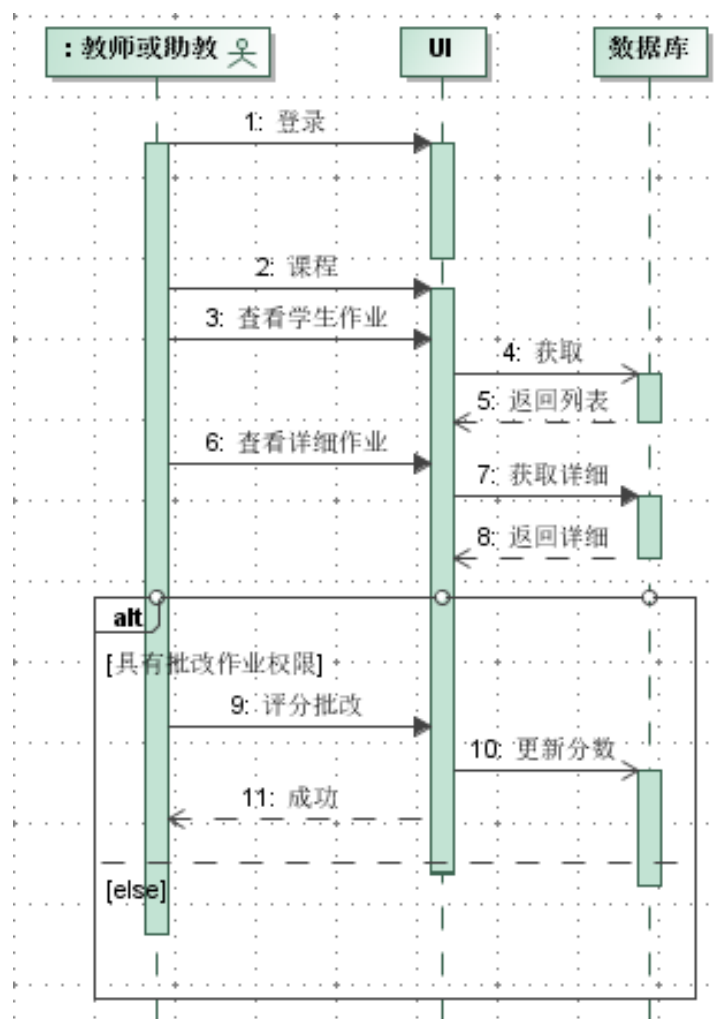 : 教师或助教
UI
数据库
1: 登录
2: 课程
3: 查看学生作业
4: 获取
5: 返回列表
6: 查看详细作业
7: 获取详细
8: 返回详细
alt
[具有批改作业权限]
9: 评分批改
10: 更新分数
11: 成功
[else]